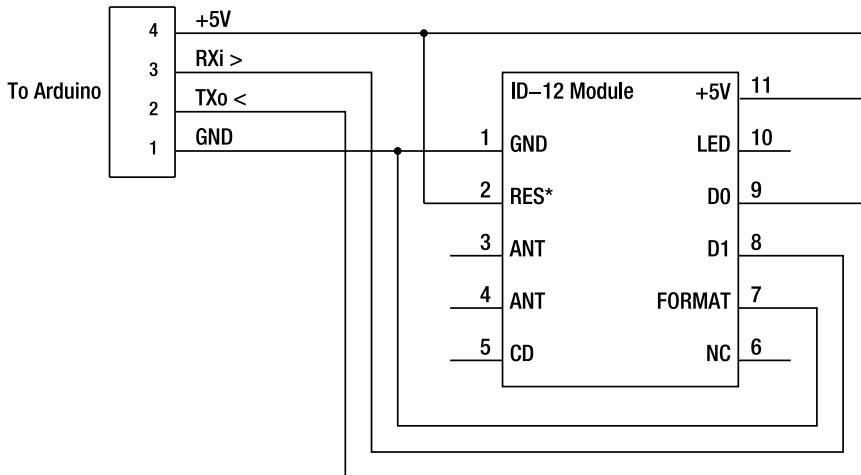 To Arduino
4 +5V
3 RXi >
2 TXo <
1 GND
ID–12 Module
1 GND
2 RES*
3 ANT
4 ANT
5 CD
+5V 11
LED 10
D0 9
D1 8
FORMAT 7
NC 6